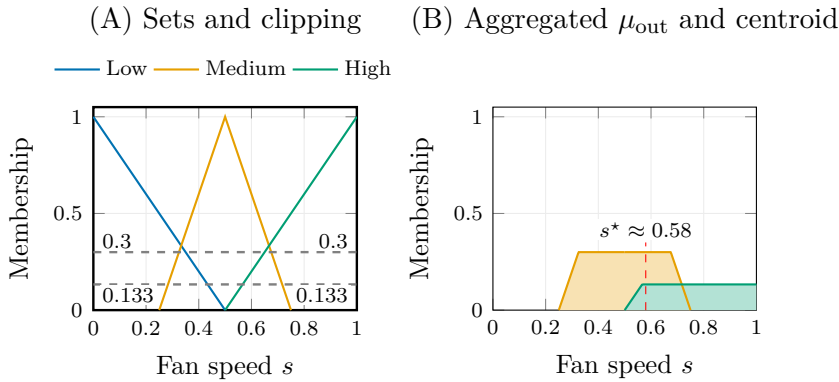 (A) Sets and clipping
Low Medium High
Membership
1
0.5
0
0.3 0.3
0.133 0.133
0 0.2 0.4 0.6 0.8 1
Fan speed s
(B) Aggregated μout and centroid
Membership
1
0.5
0
s⋆ ≈ 0.58
0 0.2 0.4 0.6 0.8 1
Fan speed s